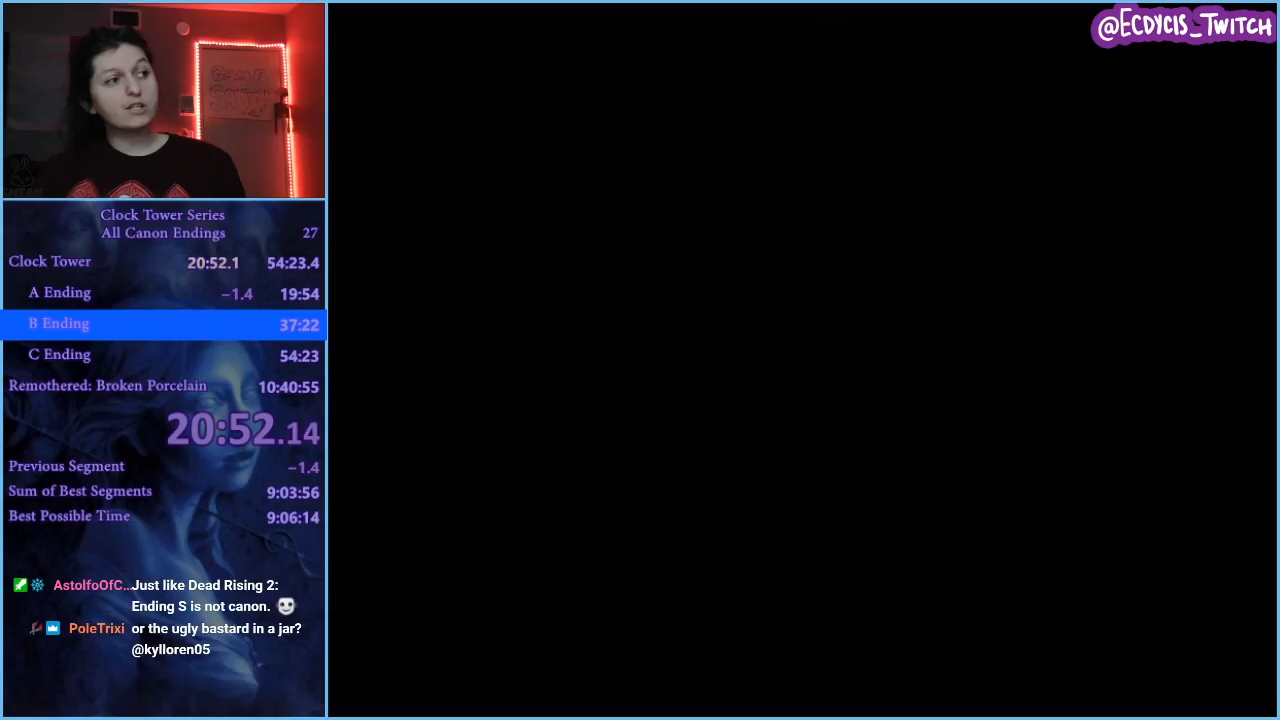 @Ecdycis_Twitch
Clock Tower Series
All Canon Endings 27
Clock Tower 20:52.1 54:23.4
A Ending −1.4 19:54
B Ending 37:22
C Ending 54:23
Remothered: Broken Porcelain 10:40:55
20:52.14
Previous Segment −1.4
Sum of Best Segments 9:03:56
Best Possible Time 9:06:14
AstolfoOfC... Just like Dead Rising 2:
Ending S is not canon.
PoleTrixi or the ugly bastard in a jar?
@kylloren05